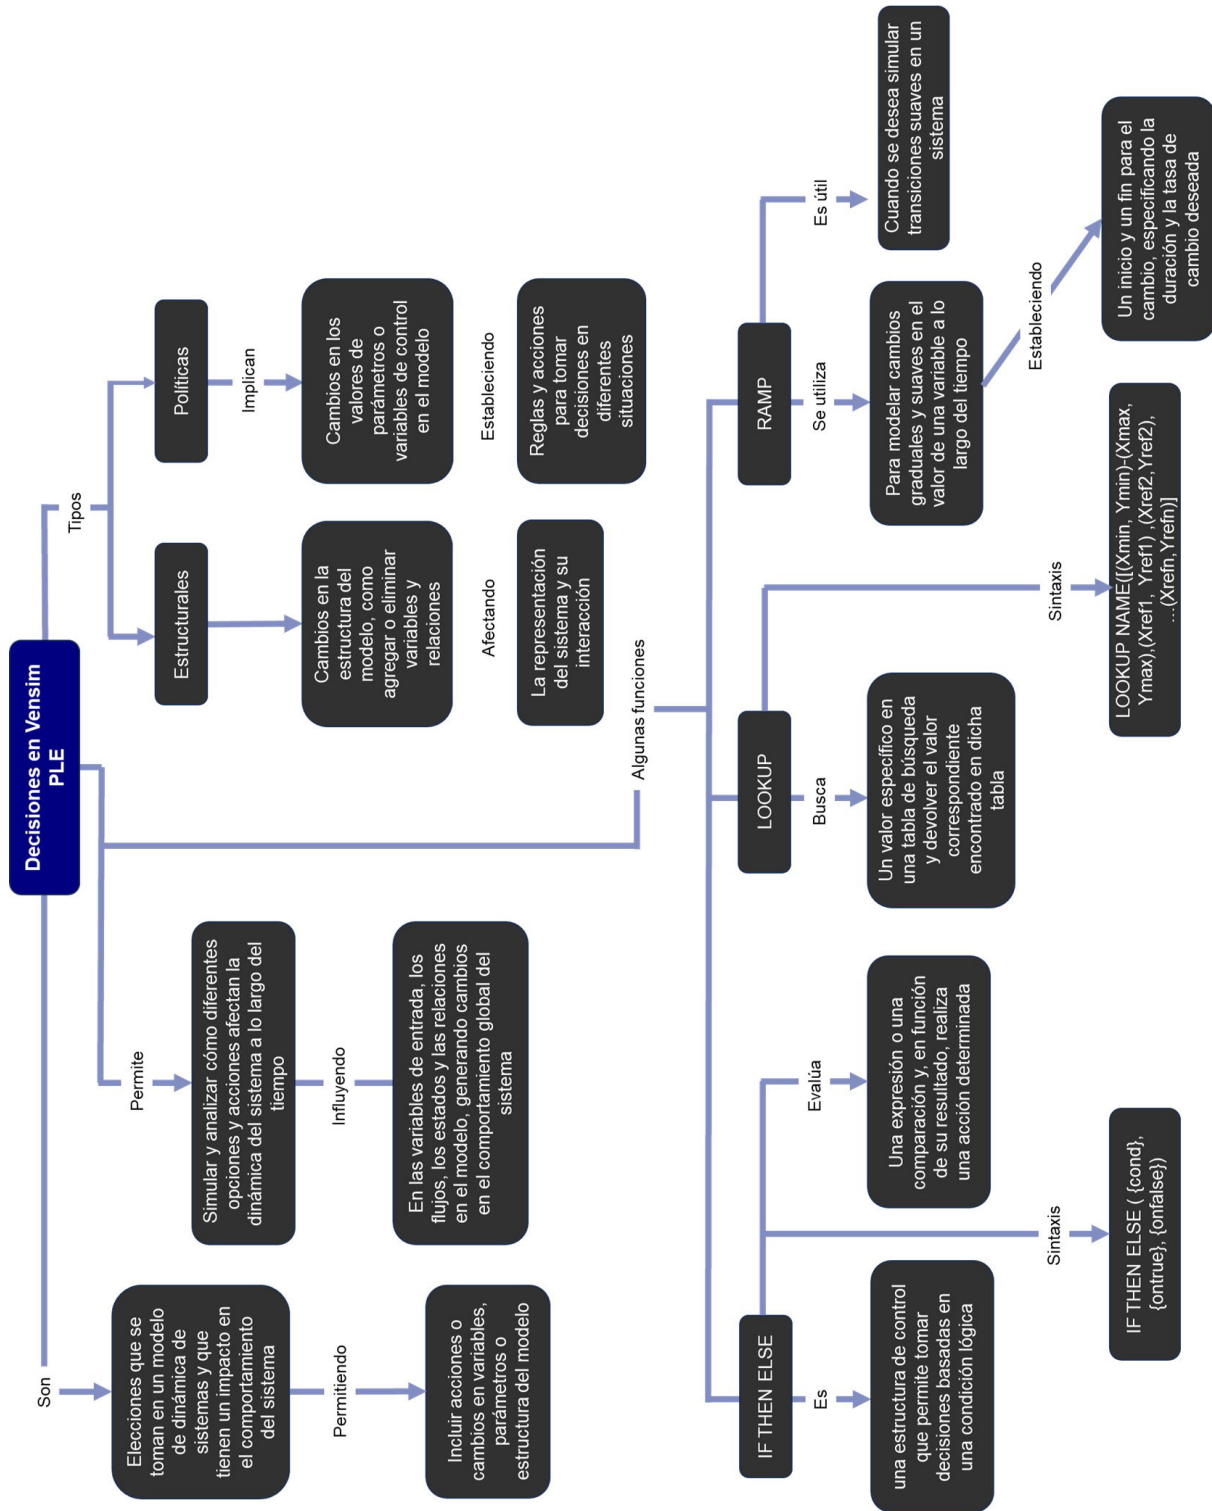 Decisiones en Vensim
PLE
Son
Elecciones que se
toman en un modelo
de dinámica de
sistemas y que
tienen un impacto en
el comportamiento
del sistema
Permitiendo
Incluir acciones o
cambios en variables,
parámetros o
estructura del modelo
Permite
Simular y analizar cómo diferentes
opciones y acciones afectan la
dinámica del sistema a lo largo del
tiempo
Influyendo
En las variables de entrada, los
flujos, los estados y las relaciones
en el modelo, generando cambios
en el comportamiento global del
sistema
Tipos
Estructurales
Cambios en la
estructura del
modelo, como
agregar o eliminar
variables y
relaciones
Afectando
La representación
del sistema y su
interacción
Políticas
Implican
Cambios en los
valores de
parámetros o
variables de control
en el modelo
Estableciendo
Reglas y acciones
para tomar
decisiones en
diferentes
situaciones
Algunas funciones
IF THEN ELSE
Es
una estructura de control
que permite tomar
decisiones basadas en
una condición lógica
Sintaxis
IF THEN ELSE ( {cond},
{ontrue}, {onfalse})
Evalúa
Una expresión o una
comparación y, en función
de su resultado, realiza
una acción determinada
LOOKUP
Busca
Un valor específico en
una tabla de búsqueda
y devolver el valor
correspondiente
encontrado en dicha
tabla
Sintaxis
LOOKUP NAME([(Xmin, Ymin)-(Xmax,
Ymax),(Xref1, Yref1) ,(Xref2,Yref2),
…(Xrefn,Yrefn)]
RAMP
Se utiliza
Para modelar cambios
graduales y suaves en el
valor de una variable a lo
largo del tiempo
Estableciendo
Un inicio y un fin para el
cambio, especificando la
duración y la tasa de
cambio deseada
Es útil
Cuando se desea simular
transiciones suaves en un
sistema